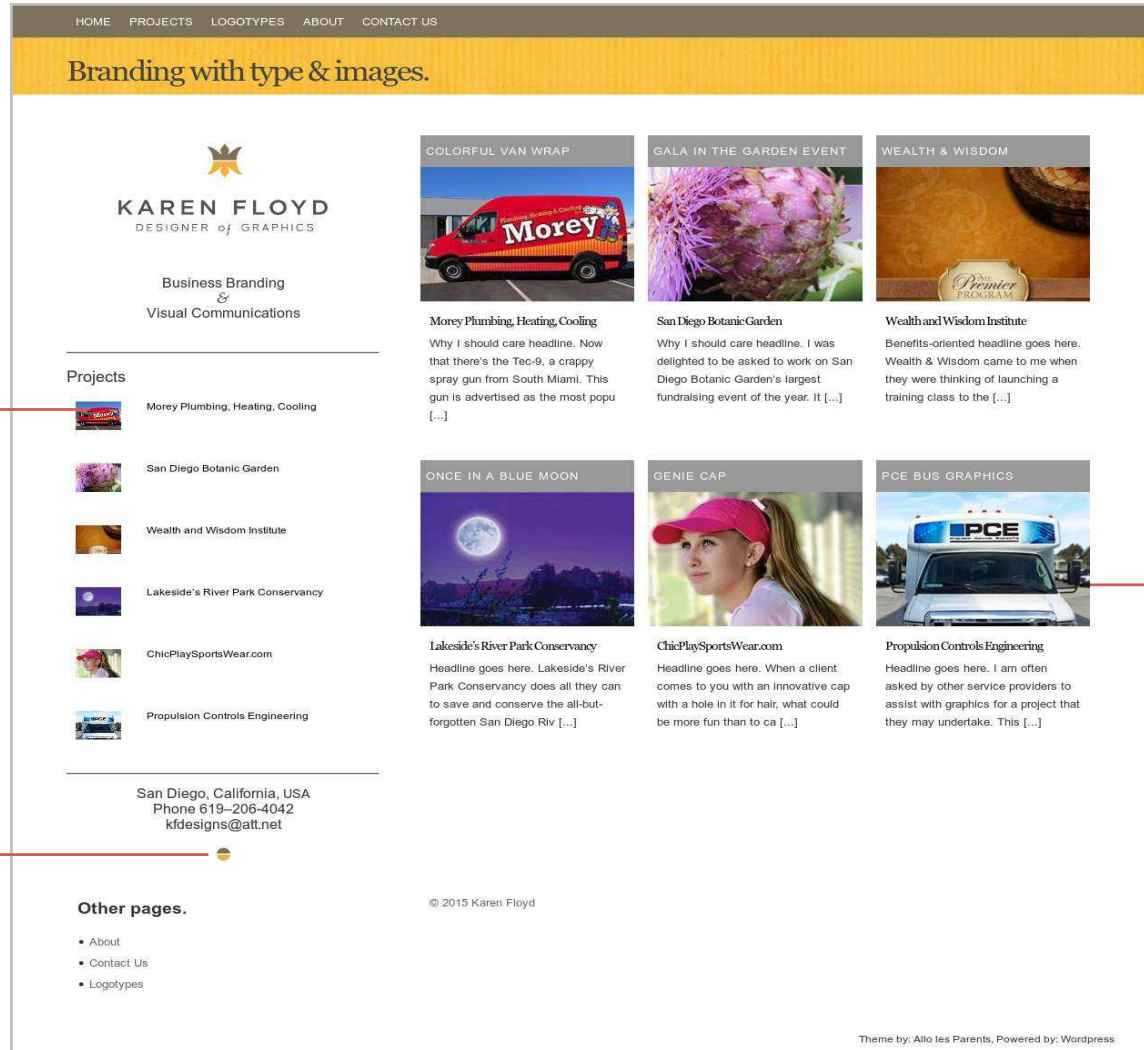 HOME PROJECTS LOGOTYPES ABOUT CONTACT US
Branding with type & images.
KAREN FLOYD
DESIGNER of GRAPHICS
Business Branding
&
Visual Communications
Projects
Morey Plumbing, Heating, Cooling
San Diego Botanic Garden
Wealth and Wisdom Institute
Lakeside's River Park Conservancy
ChicPlaySportsWear.com
Propulsion Controls Engineering
San Diego, California, USA
Phone 619–206-4042
kfdesigns@att.net
COLORFUL VAN WRAP
Plumbing, Heating & Cooling
Morey
Morey Plumbing, Heating, Cooling
Why I should care headline. Now
that there's the Tec-9, a crappy
spray gun from South Miami. This
gun is advertised as the most popu
[...]
GALA IN THE GARDEN EVENT
San Diego Botanic Garden
Why I should care headline. I was
delighted to be asked to work on San
Diego Botanic Garden's largest
fundraising event of the year. It [...]
WEALTH & WISDOM
The
Premier
PROGRAM
Wealth and Wisdom Institute
Benefits-oriented headline goes here.
Wealth & Wisdom came to me when
they were thinking of launching a
training class to the [...]
ONCE IN A BLUE MOON
Lakeside's River Park Conservancy
Headline goes here. Lakeside's River
Park Conservancy does all they can
to save and conserve the all-but-
forgotten San Diego Riv [...]
GENIE CAP
ChicPlaySportsWear.com
Headline goes here. When a client
comes to you with an innovative cap
with a hole in it for hair, what could
be more fun than to ca [...]
PCE BUS GRAPHICS
PCE
Propulsion Controls Engineering
Headline goes here. I am often
asked by other service providers to
assist with graphics for a project that
they may undertake. This [...]
Other pages.
• About
• Contact Us
• Logotypes
© 2015 Karen Floyd
Theme by: Allo les Parents, Powered by: Wordpress